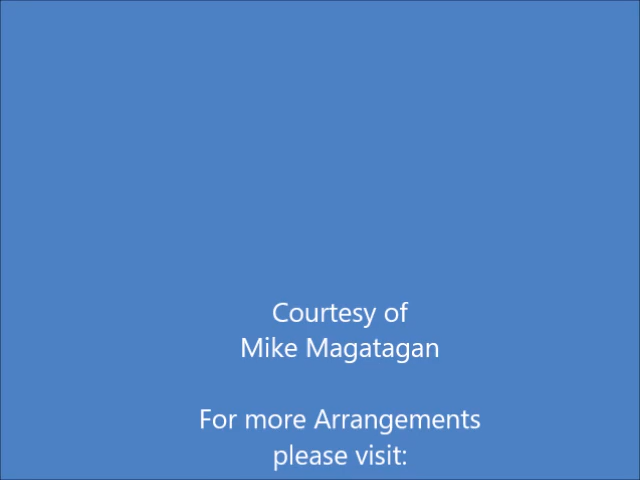 Courtesy of
Mike Magatagan
For more Arrangements
please visit: